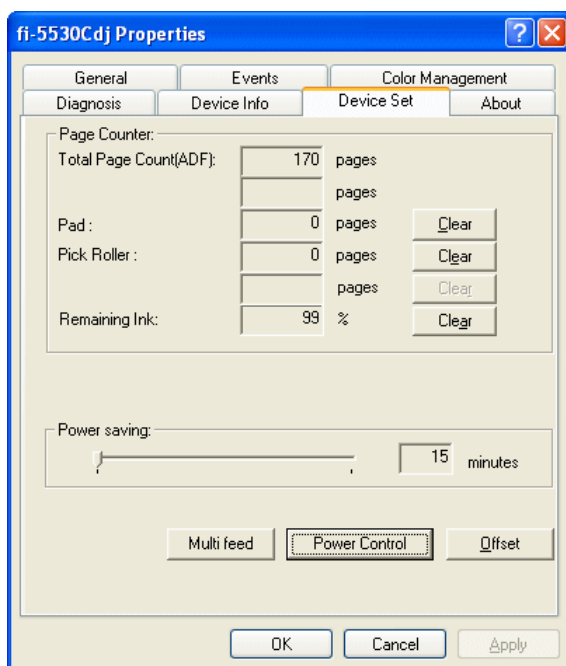 fi-5530Cdj Properties
General Events Color Management
Diagnosis Device Info Device Set About
Page Counter:
Total Page Count(ADF): 170 pages
pages
Pad : 0 pages Clear
Pick Roller : 0 pages Clear
pages Clear
Remaining Ink: 99 % Clear
Power saving:
15 minutes
Multi feed Power Control Offset
OK Cancel Apply